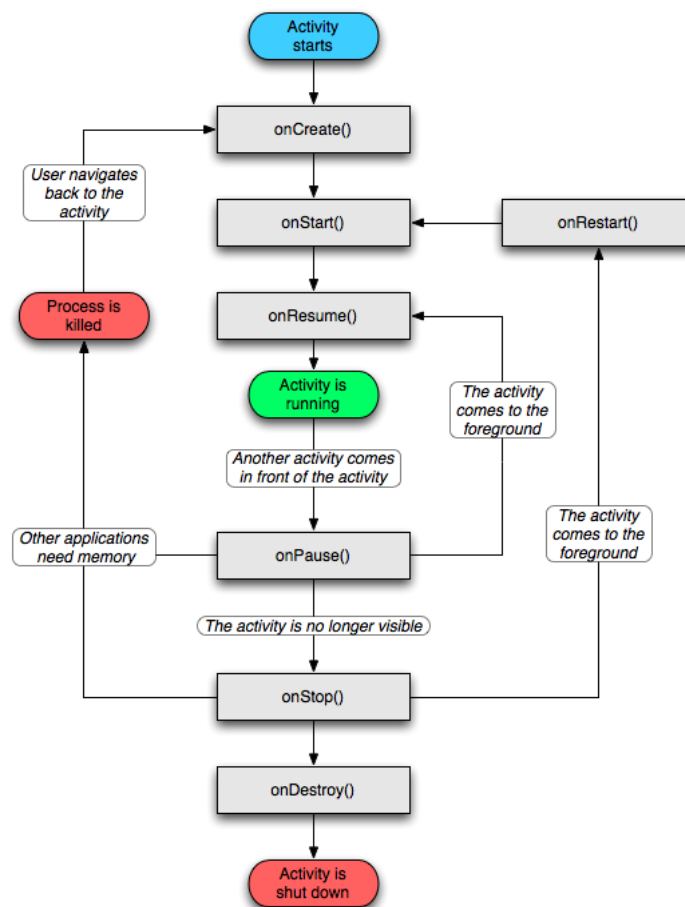 Activity
starts
onCreate()
User navigates
back to the
activity
onStart()
onRestart()
Process is
killed
onResume()
Activity is
running
The activity
comes to the
foreground
Another activity comes
in front of the activity
Other applications
need memory
onPause()
The activity
comes to the
foreground
The activity is no longer visible
onStop()
onDestroy()
Activity is
shut down